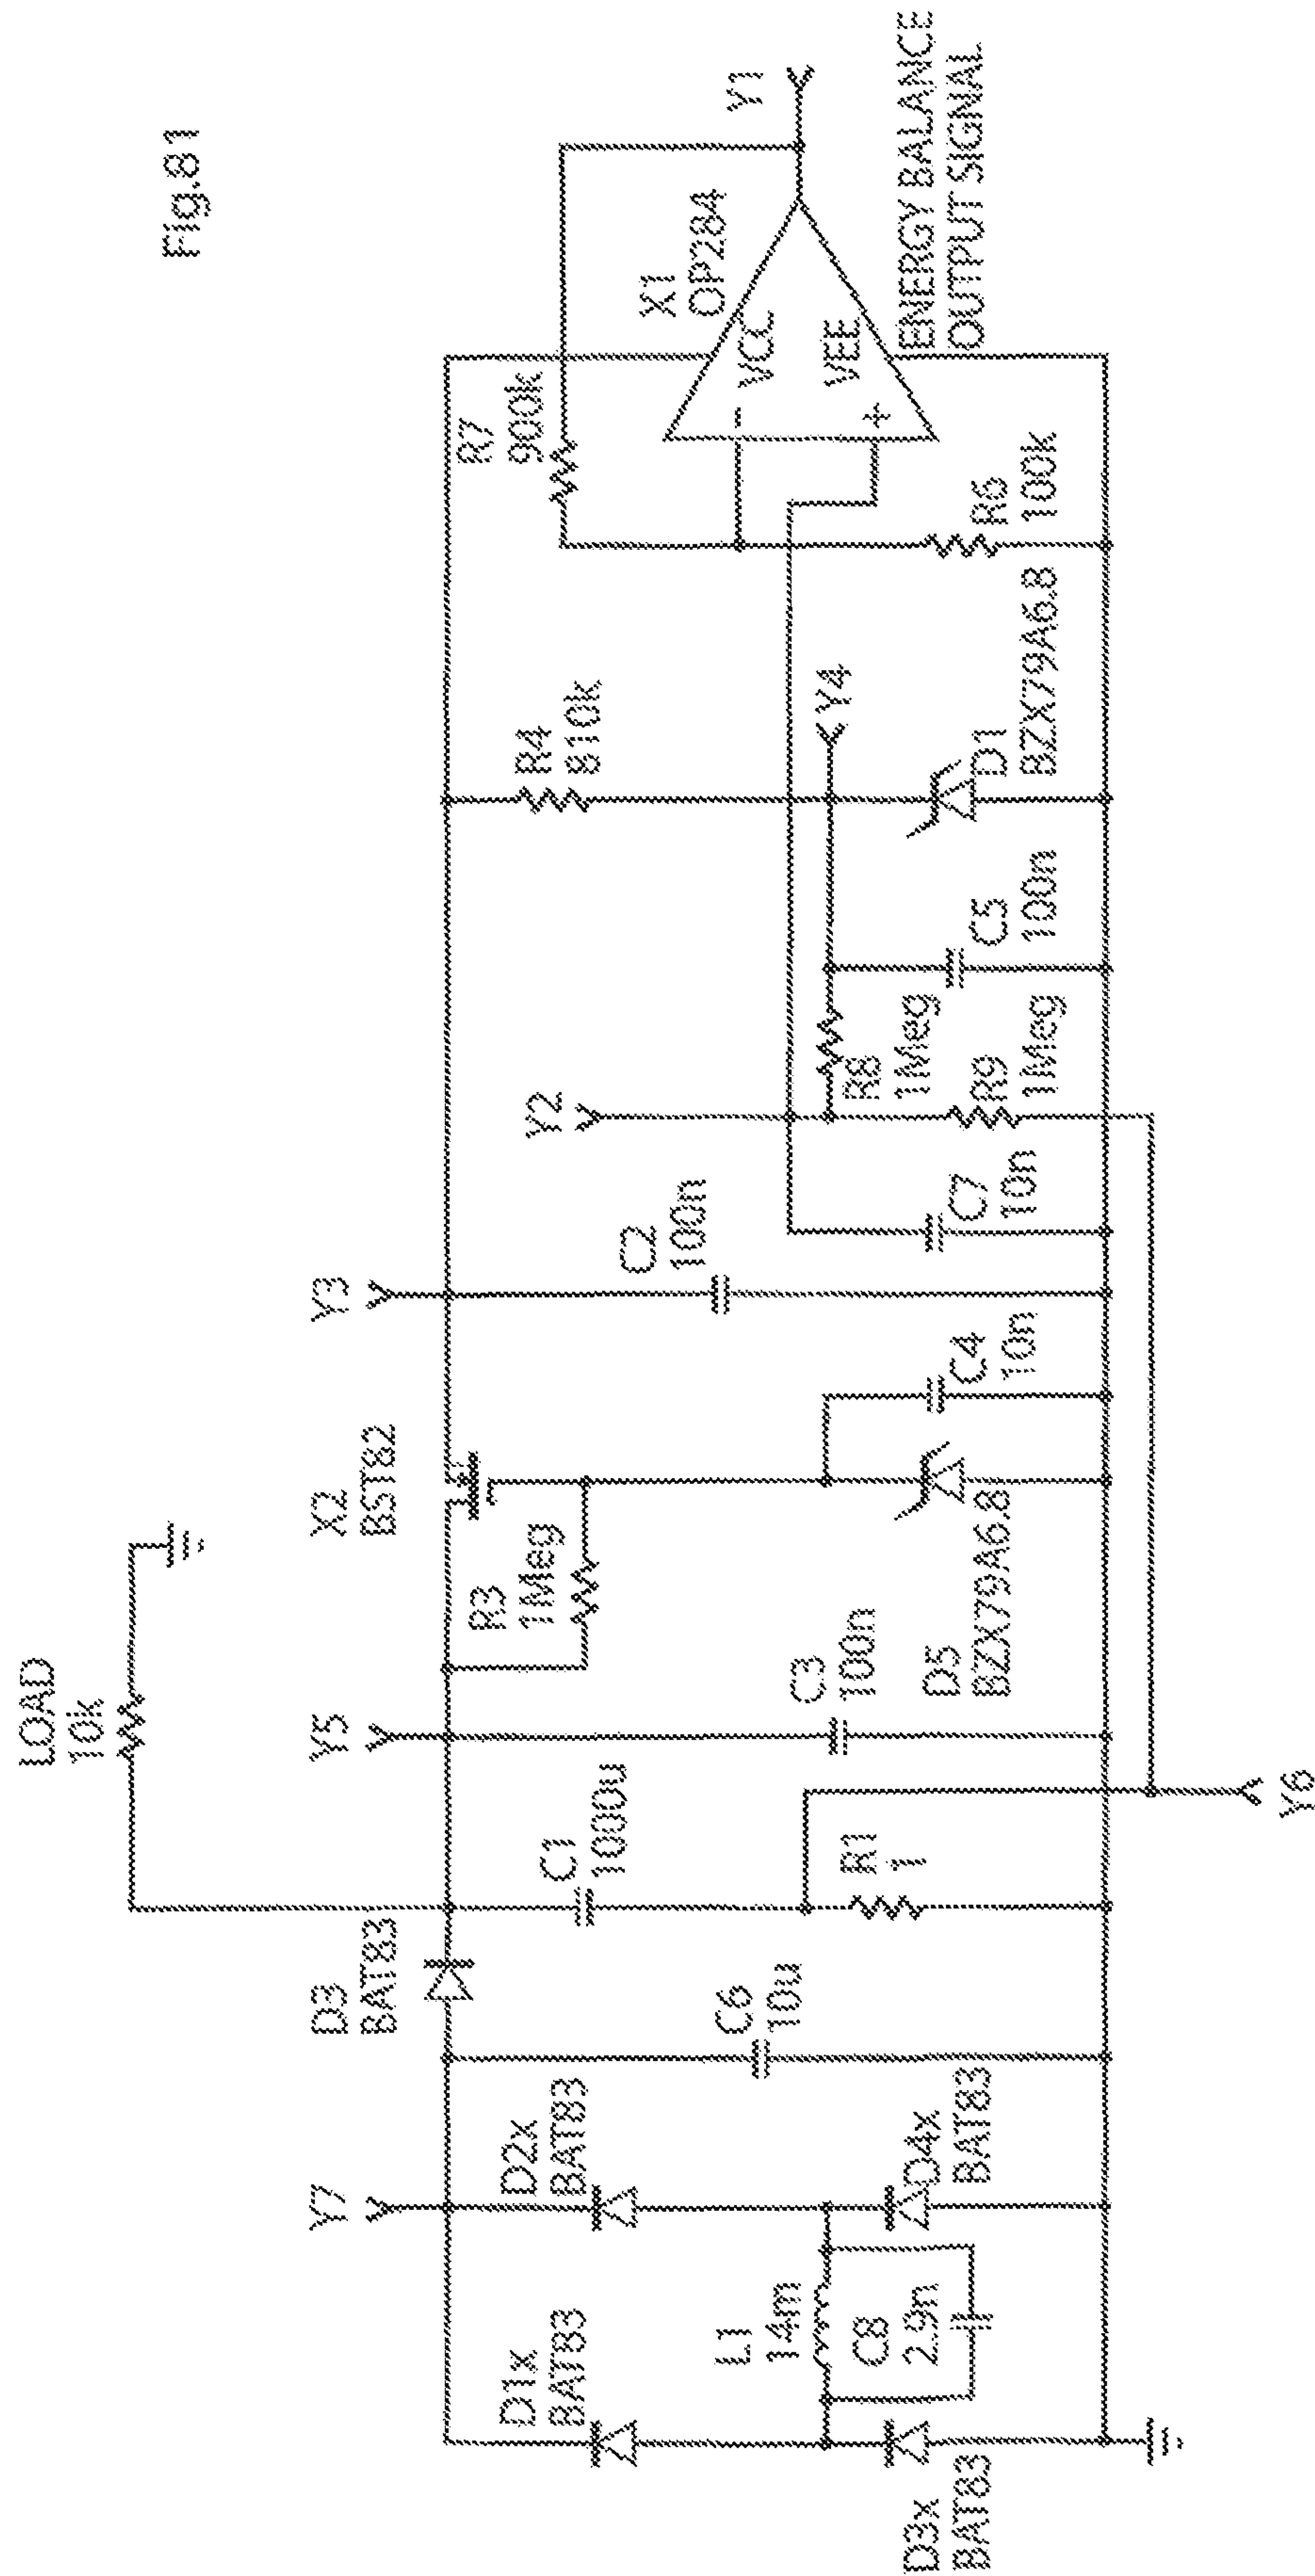 Fig.81
LOAD
10k
D3
BAT83
Y5
X2
BST82
Y3
Y7
D1x
BAT83
D2x
BAT83
C6
10u
C1
1000u
R3
1Meg
C2
100n
Y2
R4
810k
R7
900k
X1
OP284
VCC
VEE
-
+
Y1
ENERGY BALANCE
OUTPUT SIGNAL
L1
14m
C8
2.9n
D3x
BAT83
D4x
BAT83
R1
1
C3
100n
D5
BZX79A6.8
C4
10n
C7
10n
R8
1Meg
R9
1Meg
C5
100n
Y4
D1
BZX79A6.8
R6
100k
Y6